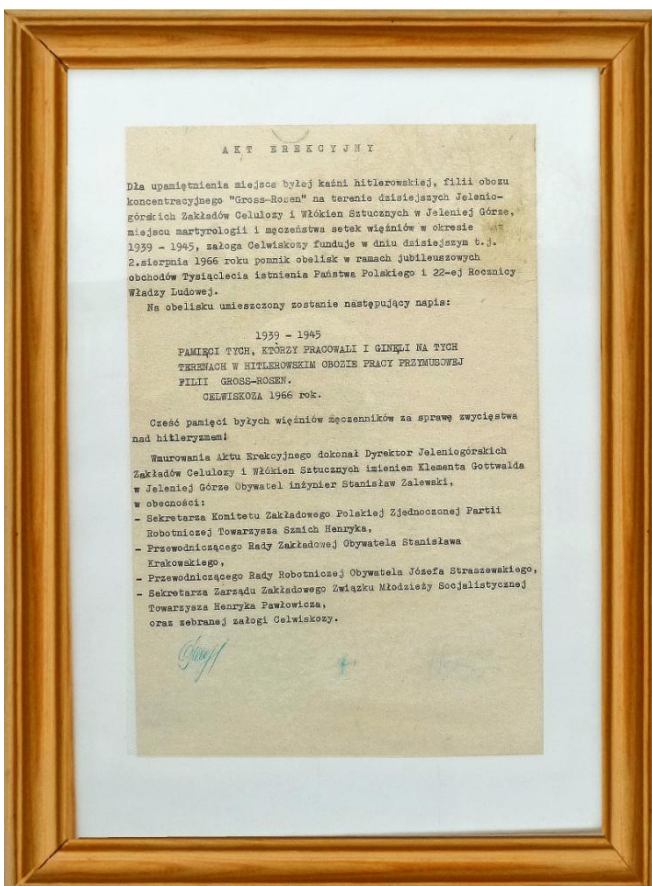 AKT EREKCYJNY
Dla upamiętnienia miejsca byłej kaźni hitlerowskiej, filii obozu
koncentracyjnego "Gross-Rosen" na terenie dzisiejszych Jelenio-
górskich Zakładów Celulozy i Włókien Sztucznych w Jeleniej Górze,
miejscu martyrologii i męczeństwa setek więźniów w okresie
1939 - 1945, załoga Celwiskozy funduje w dniu dzisiejszym t.j.
2.sierpnia 1966 roku pomnik obelisk w ramach jubileuszowych
obchodów Tysiąclecia istnienia Państwa Polskiego i 22-ej Rocznicy
Władzy Ludowej.
Na obelisku umieszczony zostanie następujący napis:
1939 - 1945
PAMIĘCI TYCH, KTÓRZY PRACOWALI I GINĘLI NA TYCH
TERENACH W HITLEROWSKIM OBOZIE PRACY PRZYMUSOWEJ
FILII GROSS-ROSEN.
CELWISKOZA 1966 rok.
Cześć pamięci byłych więźniów męczenników za sprawę zwycięstwa
nad hitleryzmem!
Wmurowania Aktu Erekcyjnego dokonał Dyrektor Jeleniogórskich
Zakładów Celulozy i Włókien Sztucznych imieniem Klementa Gottwalda
w Jeleniej Górze Obywatel inżynier Stanisław Zalewski,
w obecności:
- Sekretarza Komitetu Zakładowego Polskiej Zjednoczonej Partii
Robotniczej Towarzysza Szmich Henryka,
- Przewodniczącego Rady Zakładowej Obywatela Stanisława
Krakowskiego,
- Przewodniczącego Rady Robotniczej Obywatela Józefa Straszewskiego,
- Sekretarza Zarządu Zakładowego Związku Młodzieży Socjalistycznej
Towarzysza Henryka Pawłowicza,
oraz zebranej załogi Celwiskozy.